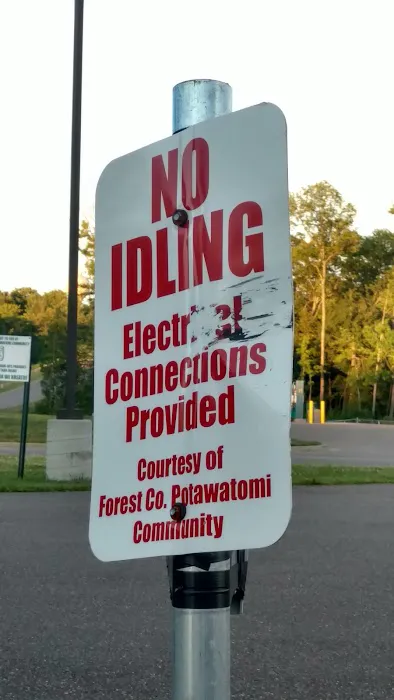 NO
IDLING
Connections
Provided
Courtesy of
Forest Co. Potawatomi
Community